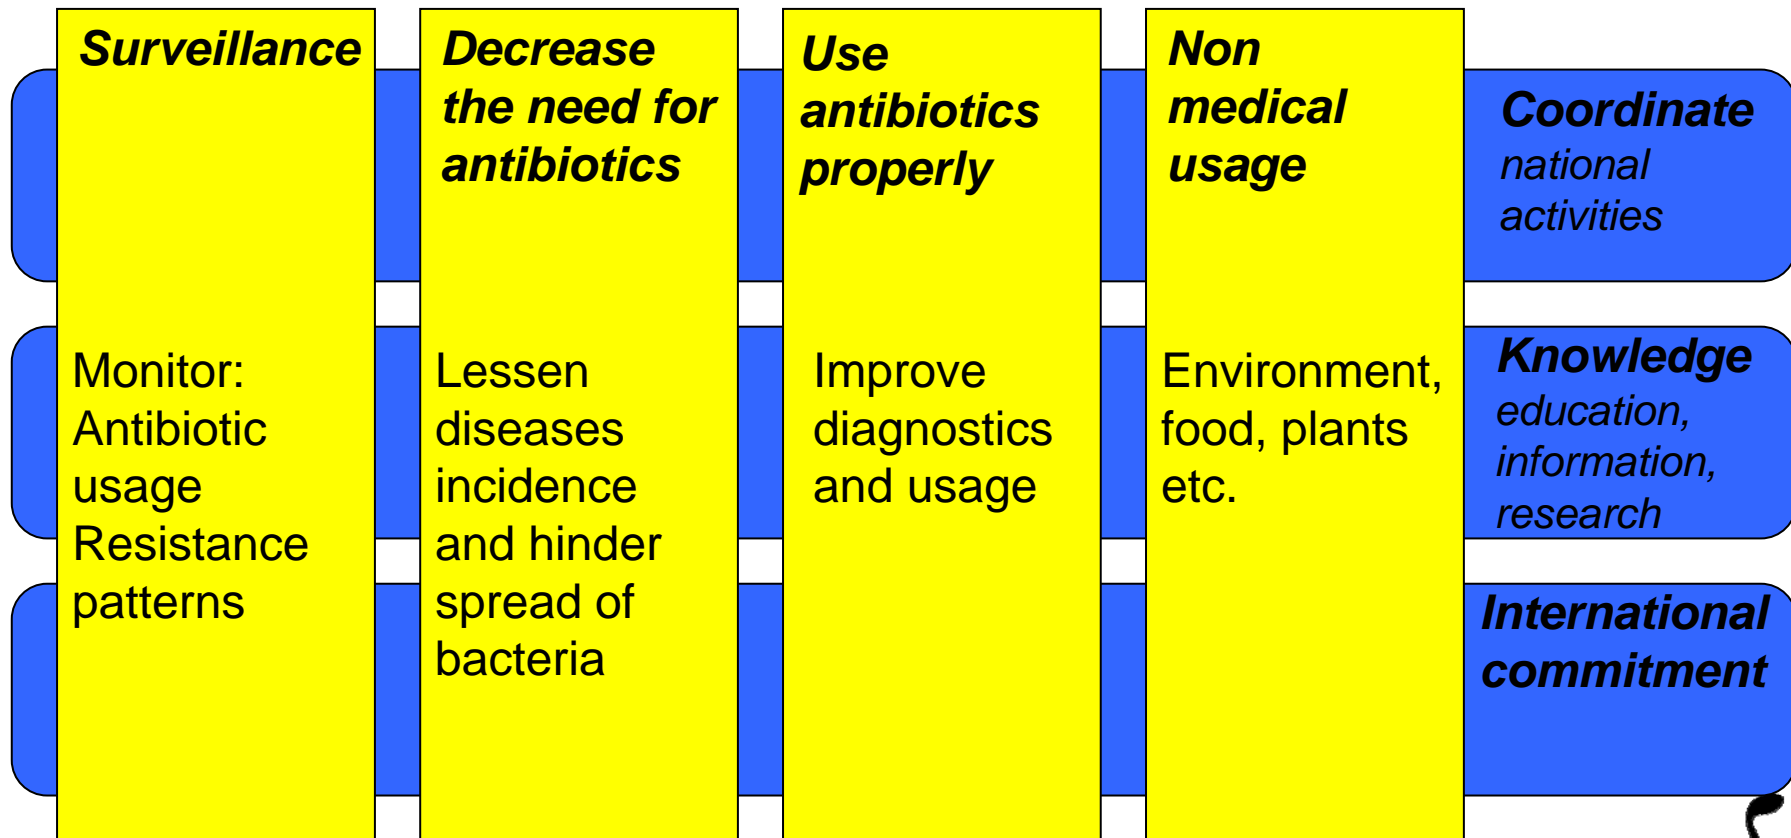 Surveillance
Monitor:
Antibiotic
usage
Resistance
patterns
Decrease
the need for
antibiotics
Lessen
diseases
incidence
and hinder
spread of
bacteria
Use
antibiotics
properly
Improve
diagnostics
and usage
Non
medical
usage
Environment,
food, plants
etc.
Coordinate
national
activities
Knowledge
education,
information,
research
International
commitment